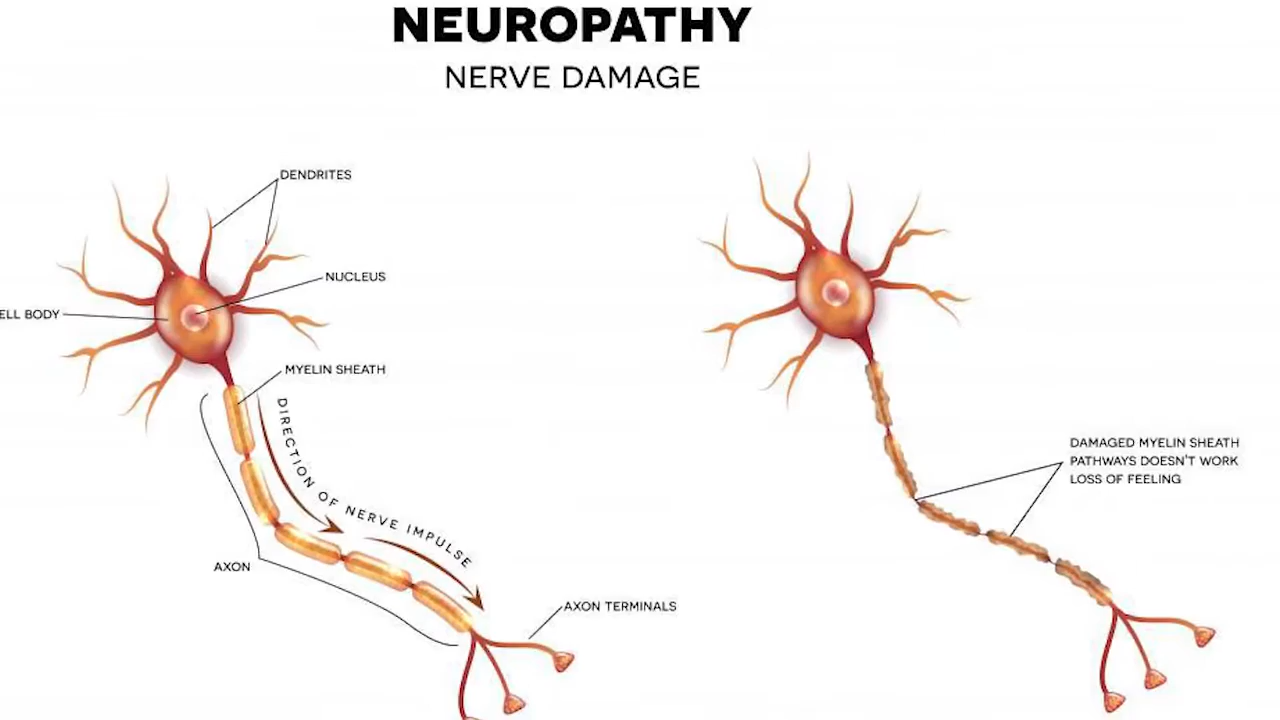 NEUROPATHY
NERVE DAMAGE
DENDRITES
NUCLEUS
ELL BODY
MYELIN SHEATH
DIRECTION OF NERVE IMPULSE
AXON
AXON TERMINALS
DAMAGED MYELIN SHEATH
PATHWAYS DOESN'T WORK
LOSS OF FEELING